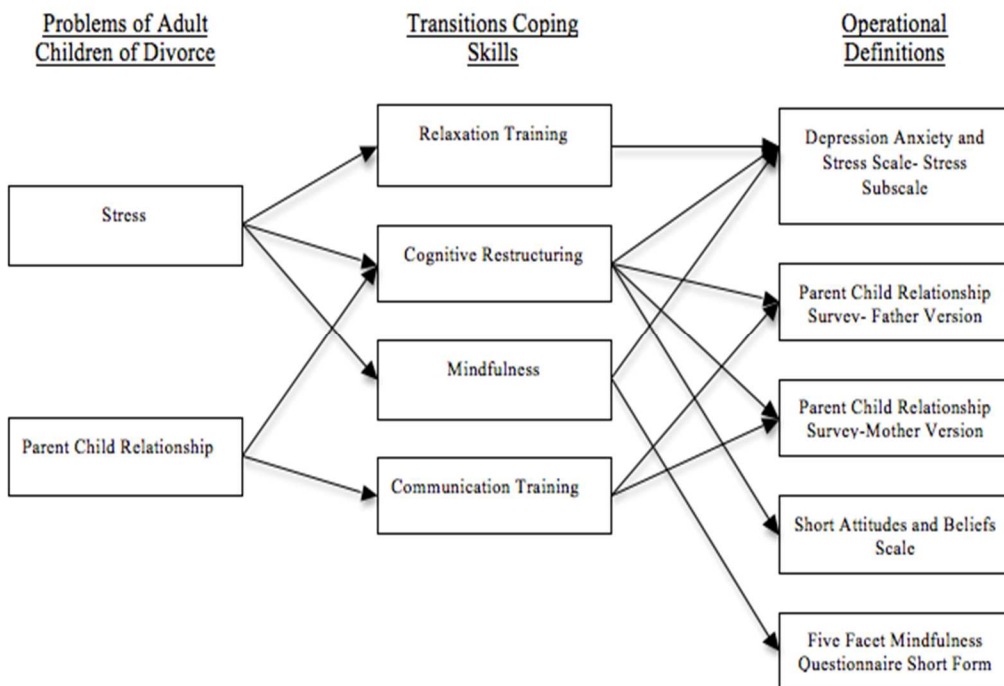 Problems of Adult
Children of Divorce
Transitions Coping
Skills
Operational
Definitions
Stress
Parent Child Relationship
Relaxation Training
Cognitive Restructuring
Mindfulness
Communication Training
Depression Anxiety and
Stress Scale- Stress
Subscale
Parent Child Relationship
Survey- Father Version
Parent Child Relationship
Survey-Mother Version
Short Attitudes and Beliefs
Scale
Five Facet Mindfulness
Questionnaire Short Form